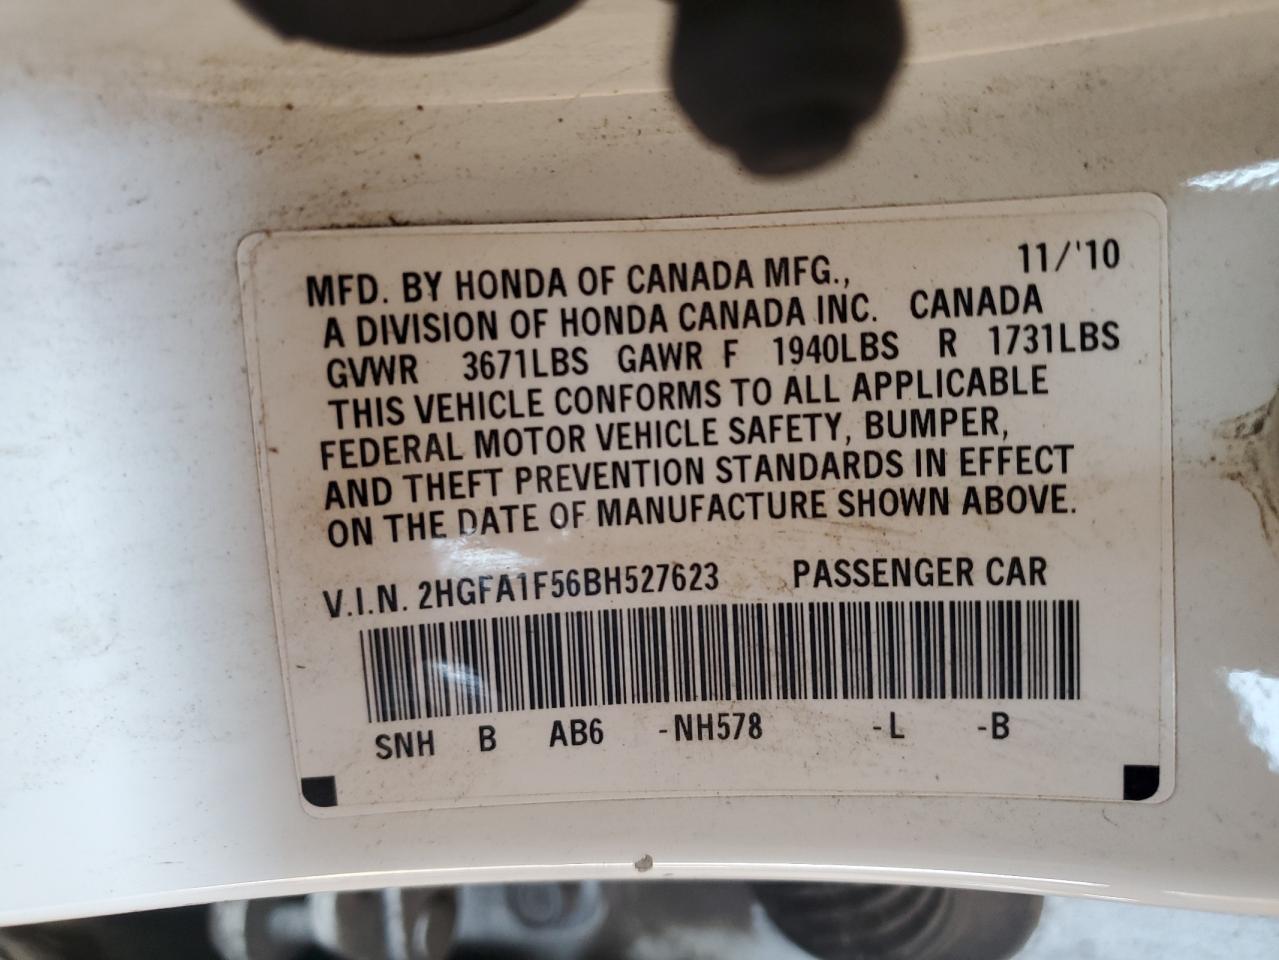 MFD. BY HONDA OF CANADA MFG., 11/'10
A DIVISION OF HONDA CANADA INC. CANADA
GVWR 3671LBS GAWR F 1940LBS R 1731LBS
THIS VEHICLE CONFORMS TO ALL APPLICABLE
FEDERAL MOTOR VEHICLE SAFETY, BUMPER,
AND THEFT PREVENTION STANDARDS IN EFFECT
ON THE DATE OF MANUFACTURE SHOWN ABOVE.
V.I.N. 2HGFA1F56BH527623 PASSENGER CAR
SNH B AB6 -NH578 -L -B